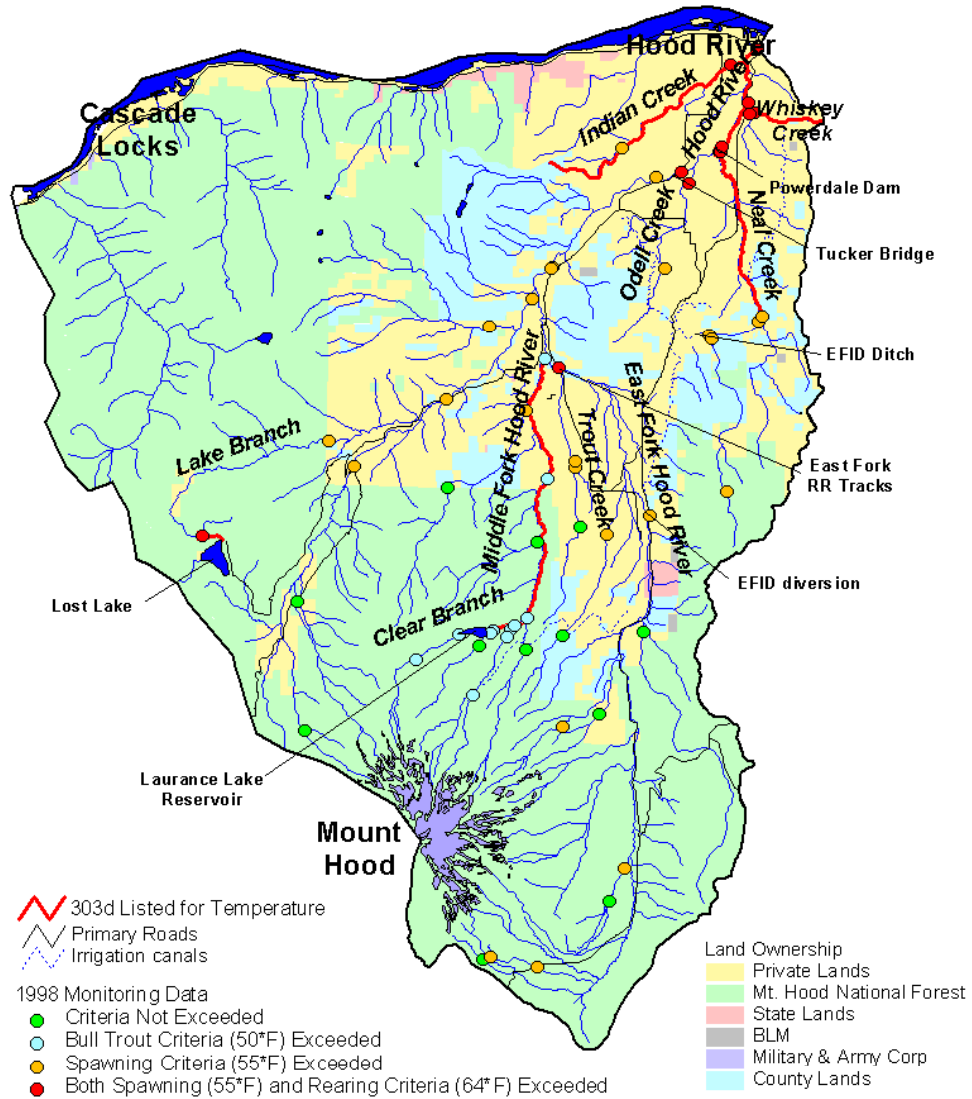 Hood River
Cascade
Locks
Indian Creek
Hood River
Whiskey
Creek
Powerdale Dam
Neal Creek
Odell Creek
Tucker Bridge
EFID Ditch
Middle Fork Hood River
East Fork Hood River
Trout Creek
Lake Branch
East Fork
RR Tracks
EFID diversion
Lost Lake
Clear Branch
Laurance Lake
Reservoir
Mount
Hood
303d Listed for Temperature
Primary Roads
Irrigation canals
1998 Monitoring Data
Criteria Not Exceeded
Bull Trout Criteria (50*F) Exceeded
Spawning Criteria (55*F) Exceeded
Both Spawning (55*F) and Rearing Criteria (64*F) Exceeded
Land Ownership
Private Lands
Mt. Hood National Forest
State Lands
BLM
Military & Army Corp
County Lands